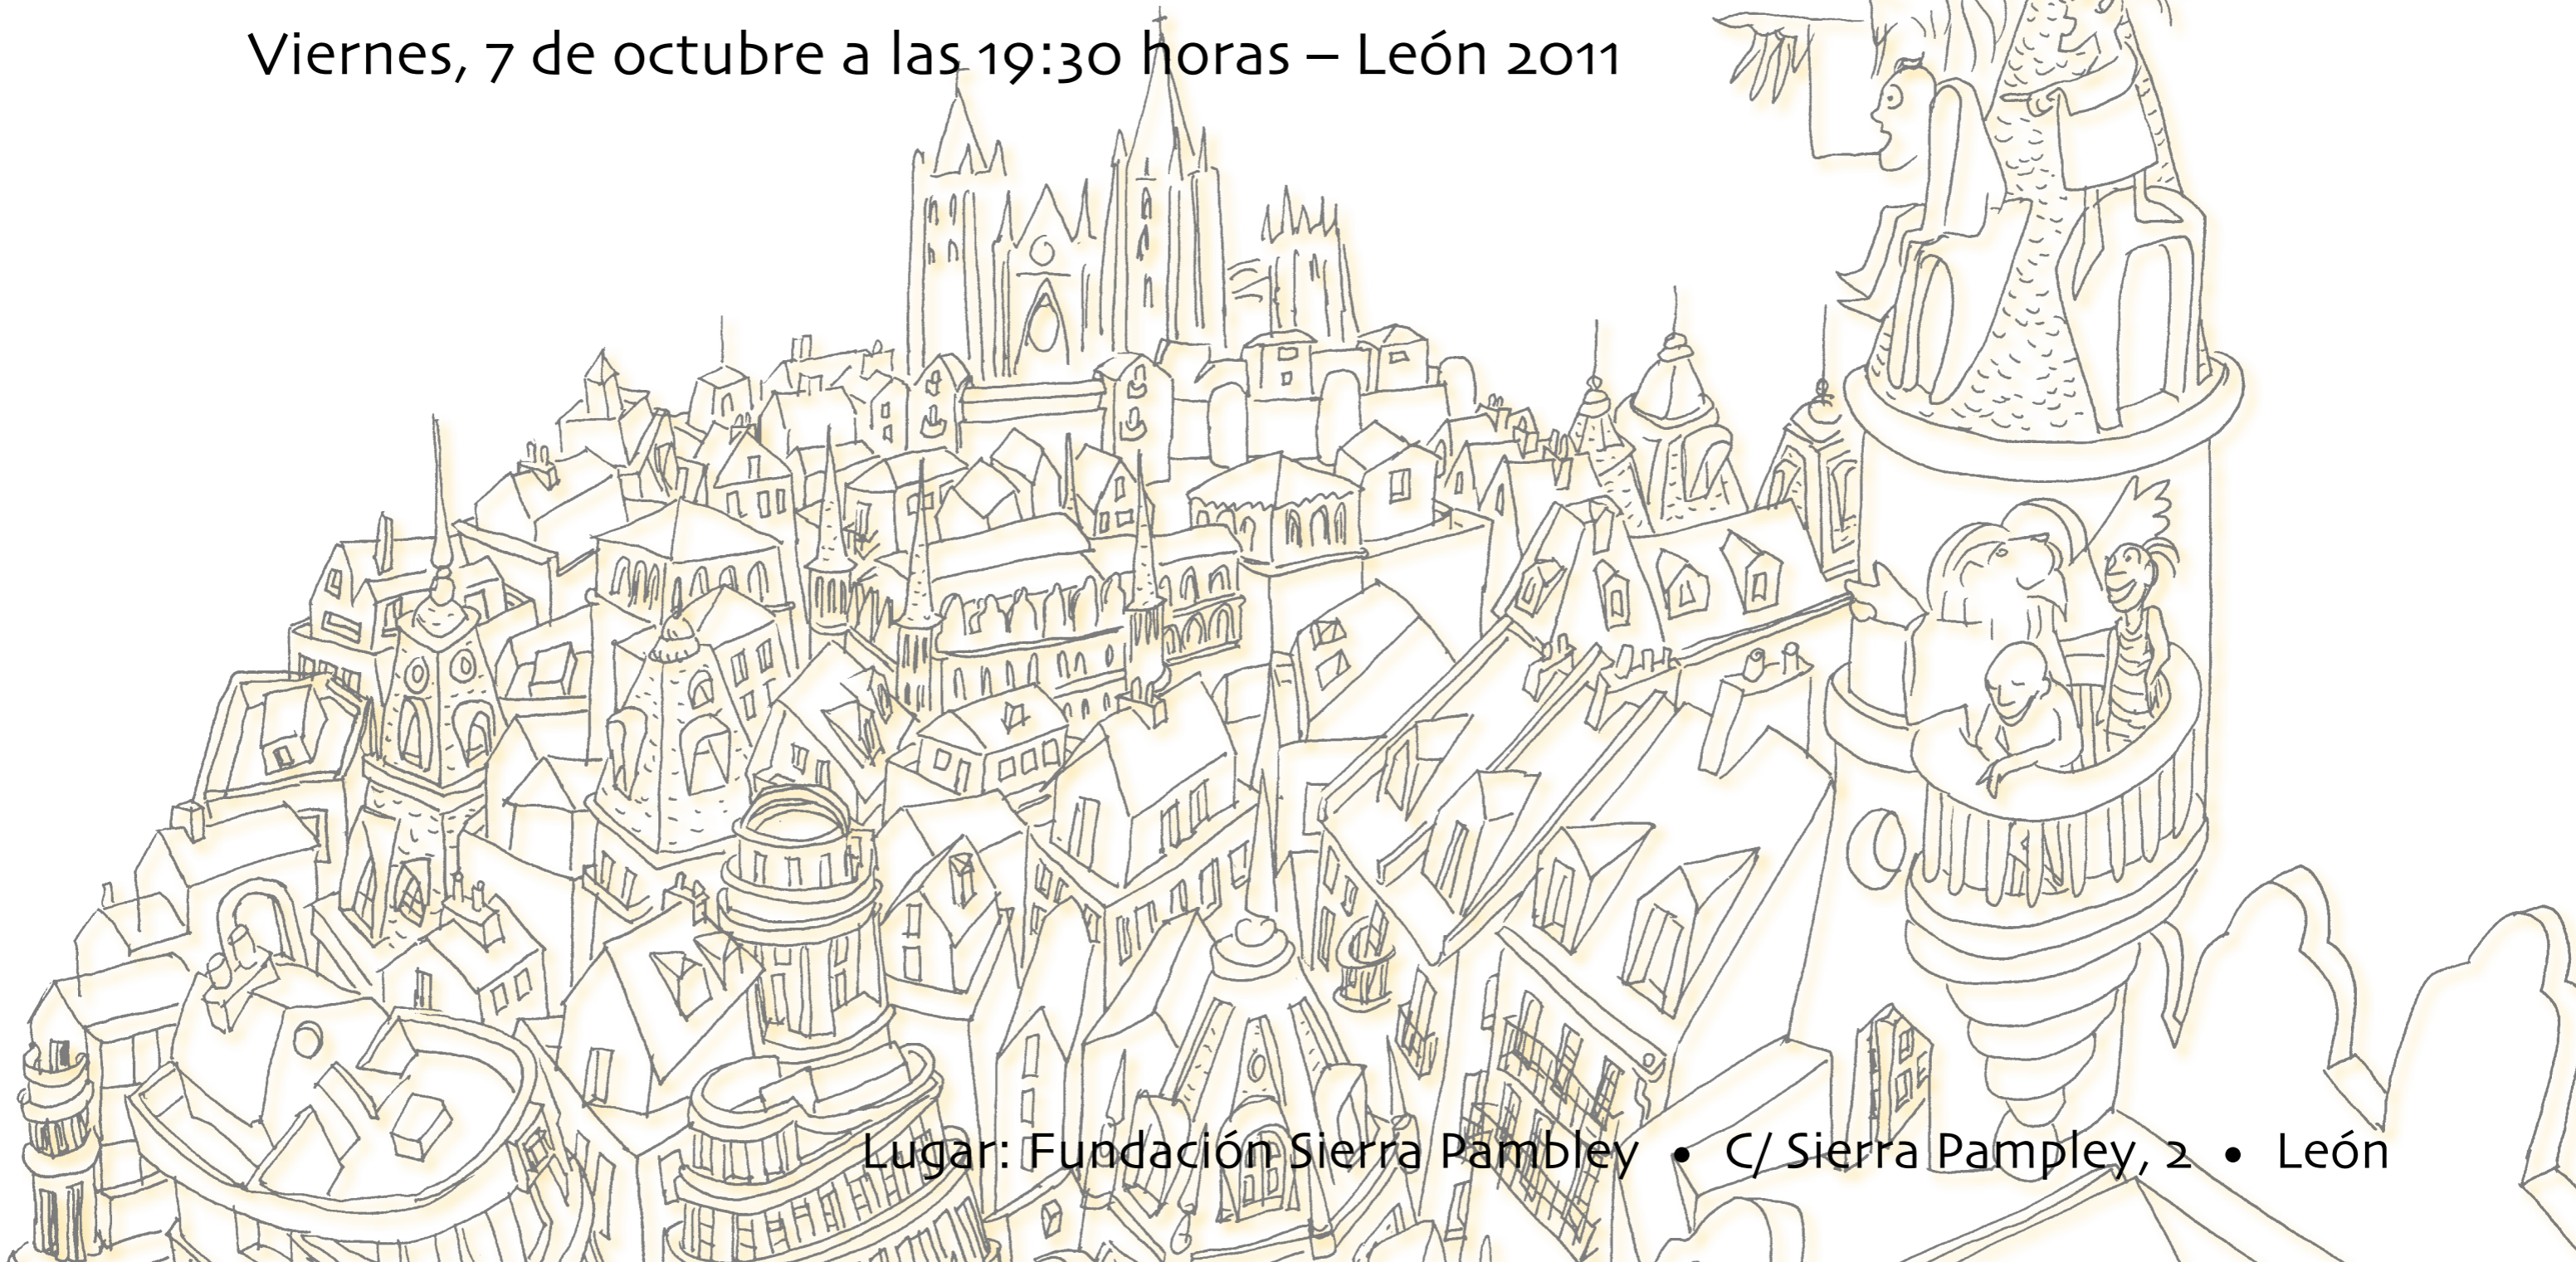 Viernes, 7 de octubre a las 19:30 horas – León 2011
Lugar: Fundación Sierra Pambley • C/ Sierra Pampley, 2 • León